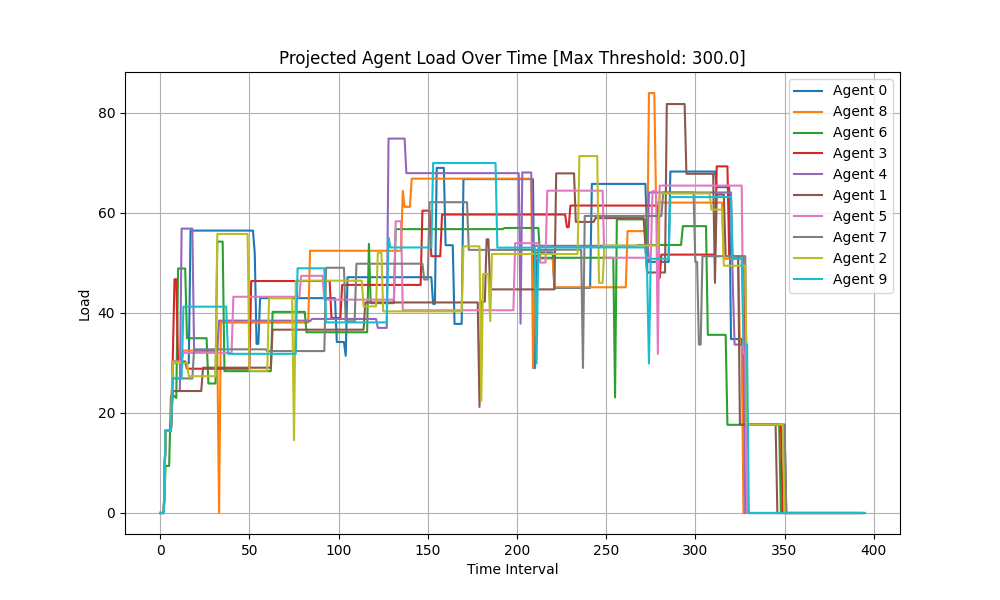 Projected Agent Load Over Time [Max Threshold: 300.0]
Load
80
60
40
20
0
0 50 100 150 200 250 300 350 400
Time Interval
Agent 0
Agent 8
Agent 6
Agent 3
Agent 4
Agent 1
Agent 5
Agent 7
Agent 2
Agent 9